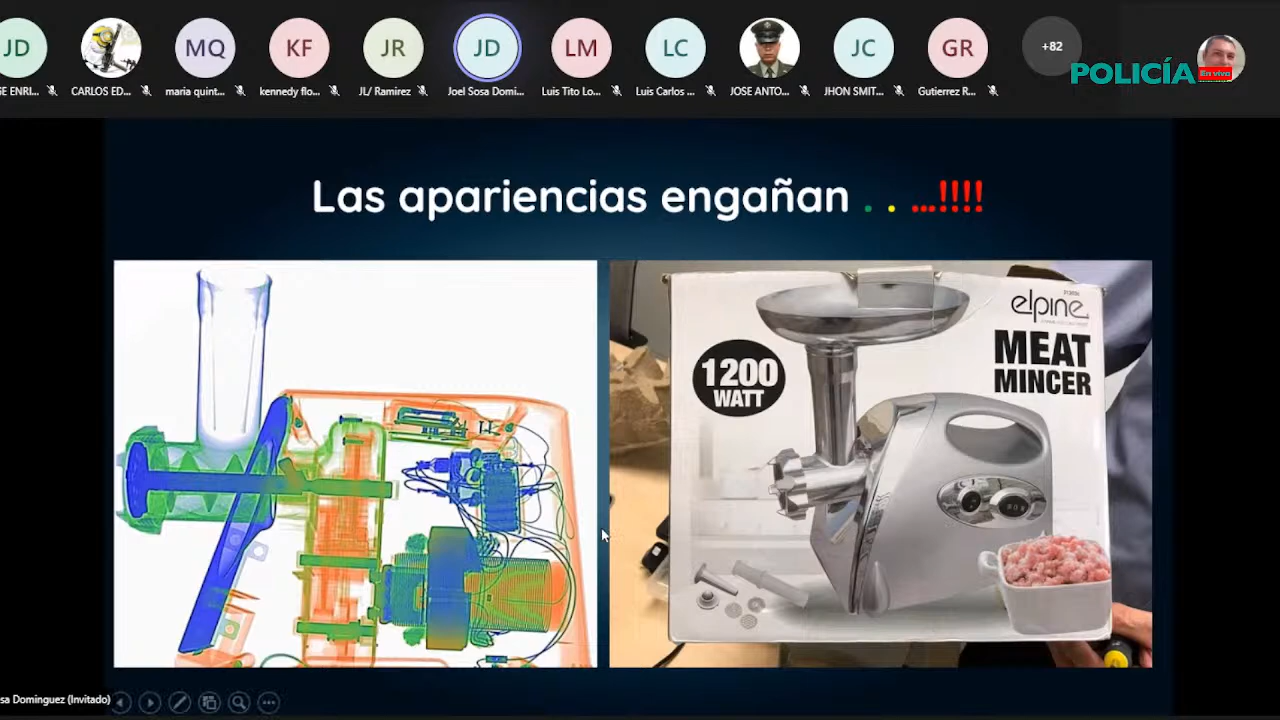 JD
MQ
KF
JR
JD
LM
LC
JC
GR
+82
POLICÍA
En vivo
GE ENRI...
CARLOS ED...
maria quint...
kennedy flo...
JL/ Ramirez
Joel Sosa Domi...
Luis Tito Lo...
Luis Carlos ...
JOSE ANTO...
JHON SMIT...
Gutierrez R...
Las apariencias engañan . . ...!!!!
elpine
MEAT
MINCER
1200
WATT
sa Dominguez (Invitado)